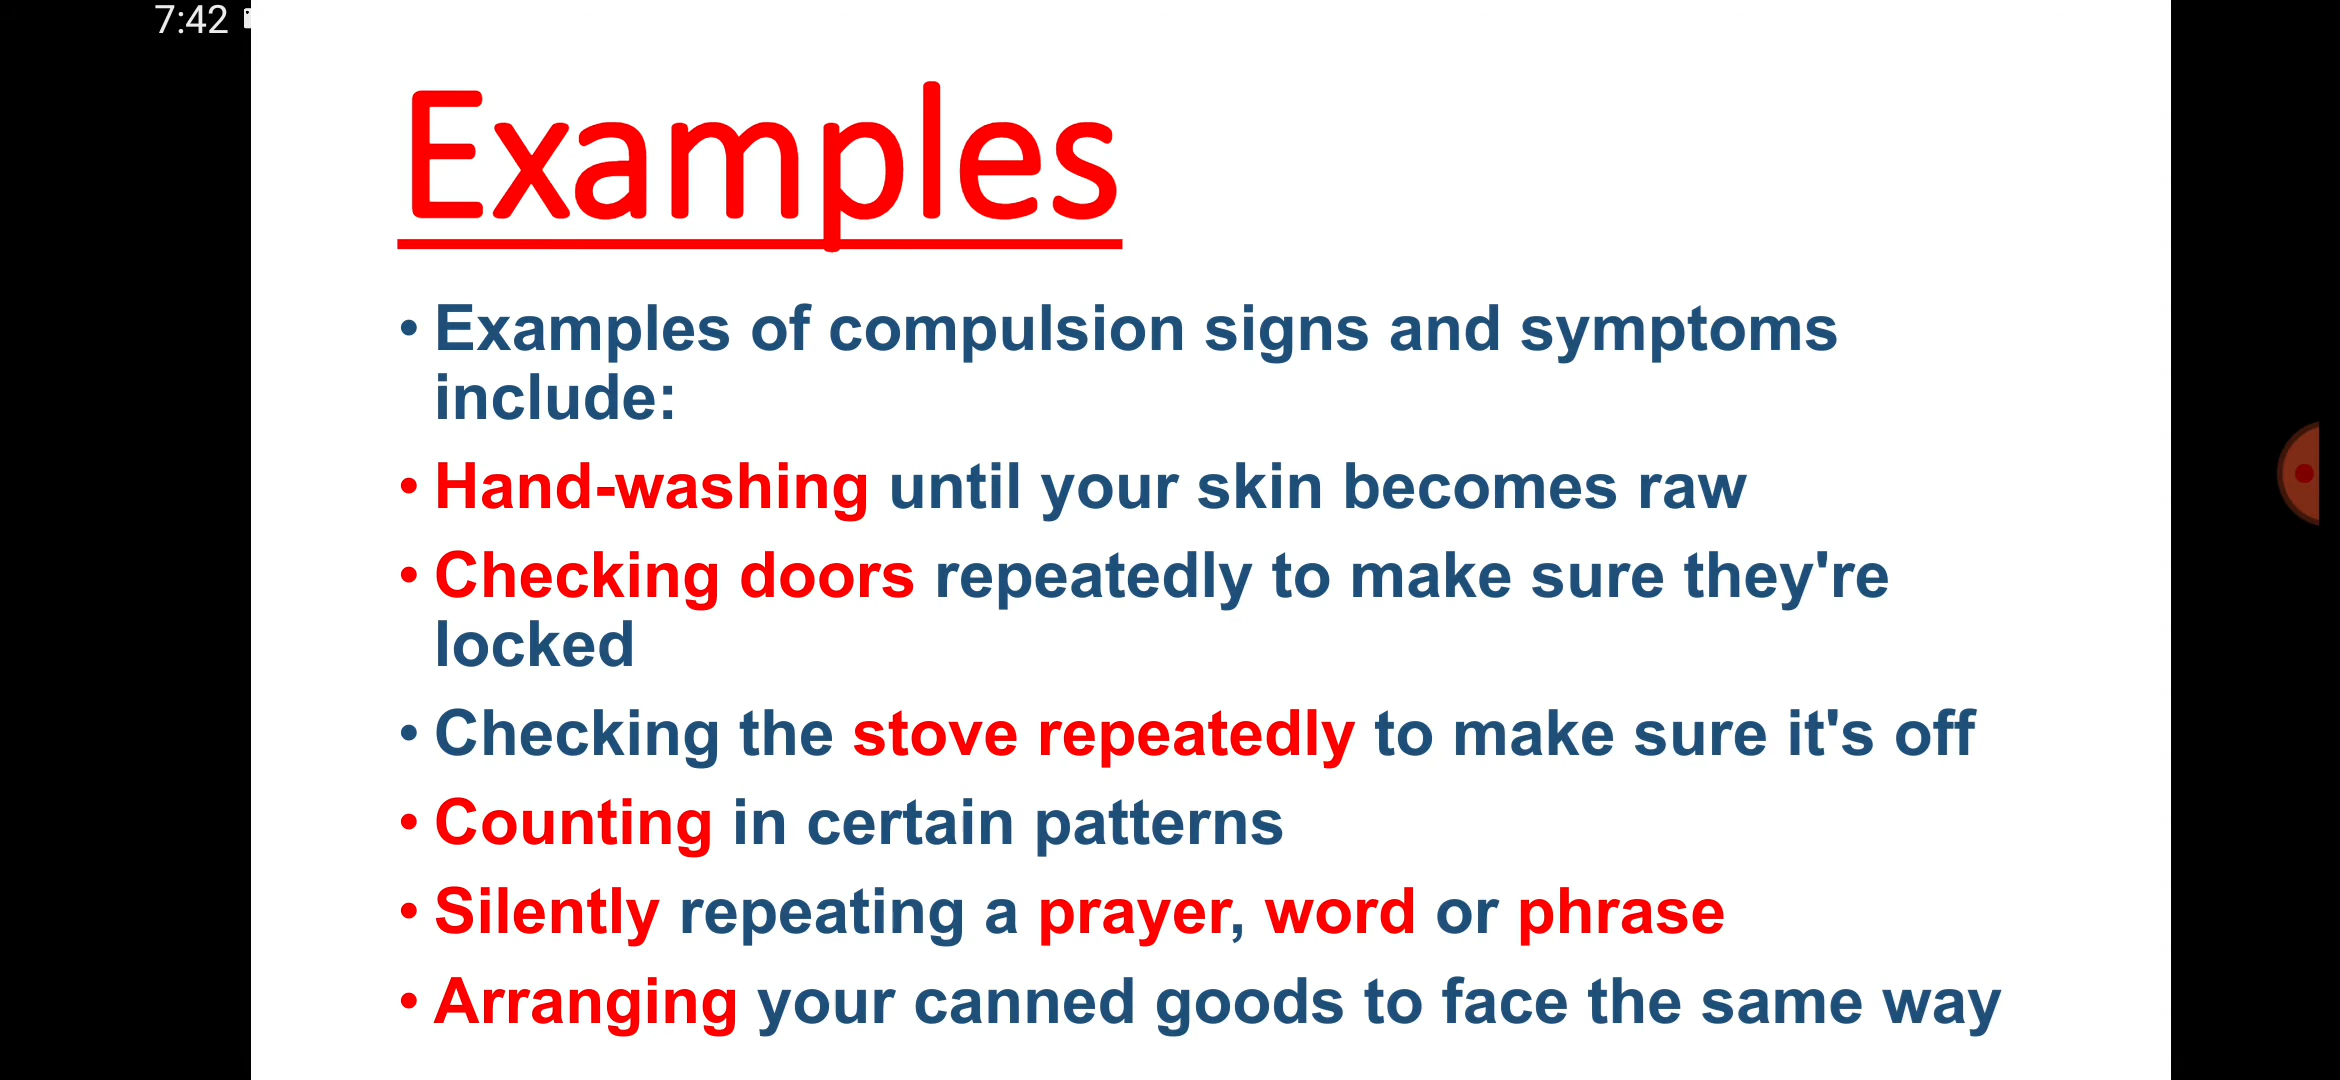 7:42
Examples
• Examples of compulsion signs and symptoms
include:
• Hand-washing until your skin becomes raw
• Checking doors repeatedly to make sure they're
locked
• Checking the stove repeatedly to make sure it's off
• Counting in certain patterns
• Silently repeating a prayer, word or phrase
• Arranging your canned goods to face the same way